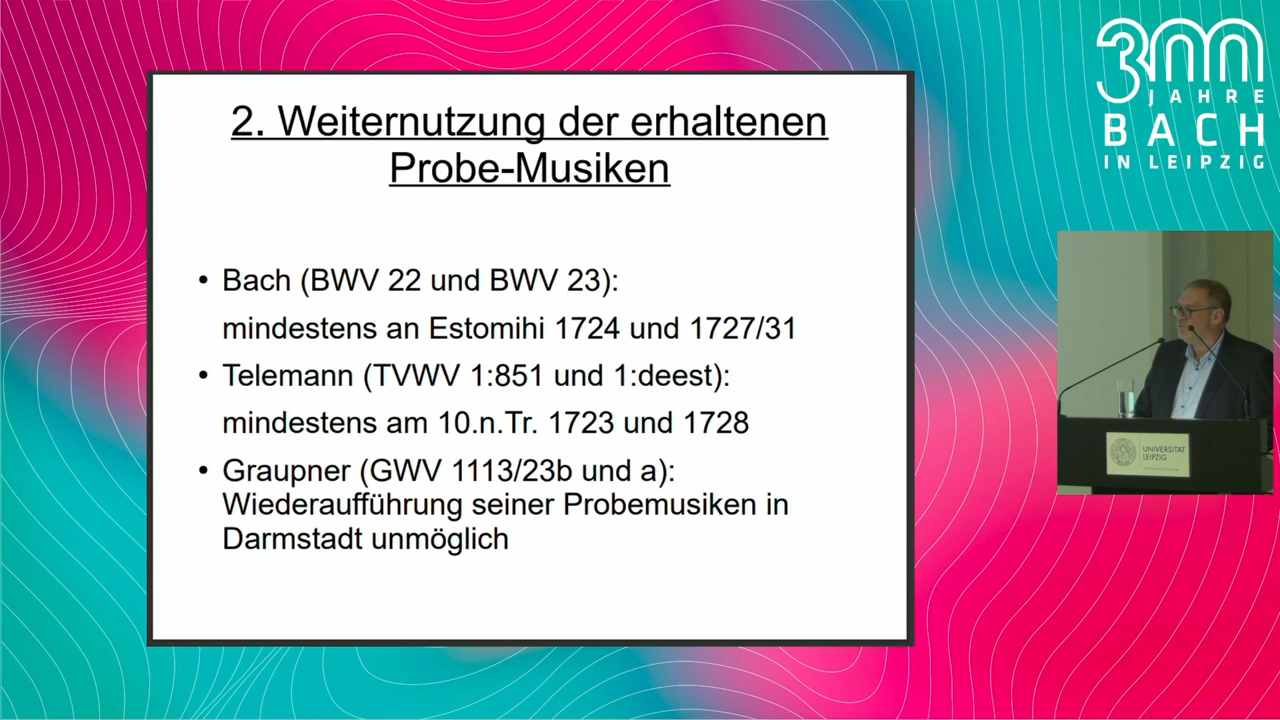 2. Weiternutzung der erhaltenen
Probe-Musiken
• Bach (BWV 22 und BWV 23):
mindestens an Estomihi 1724 und 1727/31
• Telemann (TVWV 1:851 und 1:deest):
mindestens am 10.n.Tr. 1723 und 1728
• Graupner (GWV 1113/23b und a):
Wiederaufführung seiner Probemusiken in
Darmstadt unmöglich
300
JAHRE
BACH
IN LEIPZIG
UNIVERSITÄT
LEIPZIG